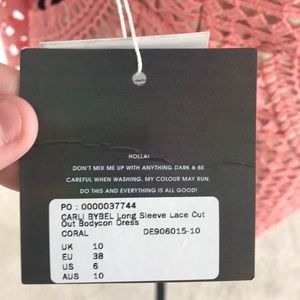 HOLLA!
DON'T MIX ME UP WITH ANYTHING DARK & BE
CAREFUL WHEN WASHING, MY COLOUR MAY RUN.
DO THIS AND EVERYTHING IS ALL GOOD!
PO : 0000037744
CARLI BYBEL Long Sleeve Lace Cut
Out Bodycon Dress
CORAL DE906015-10
UK 10
EU 38
US 6
AUS 10